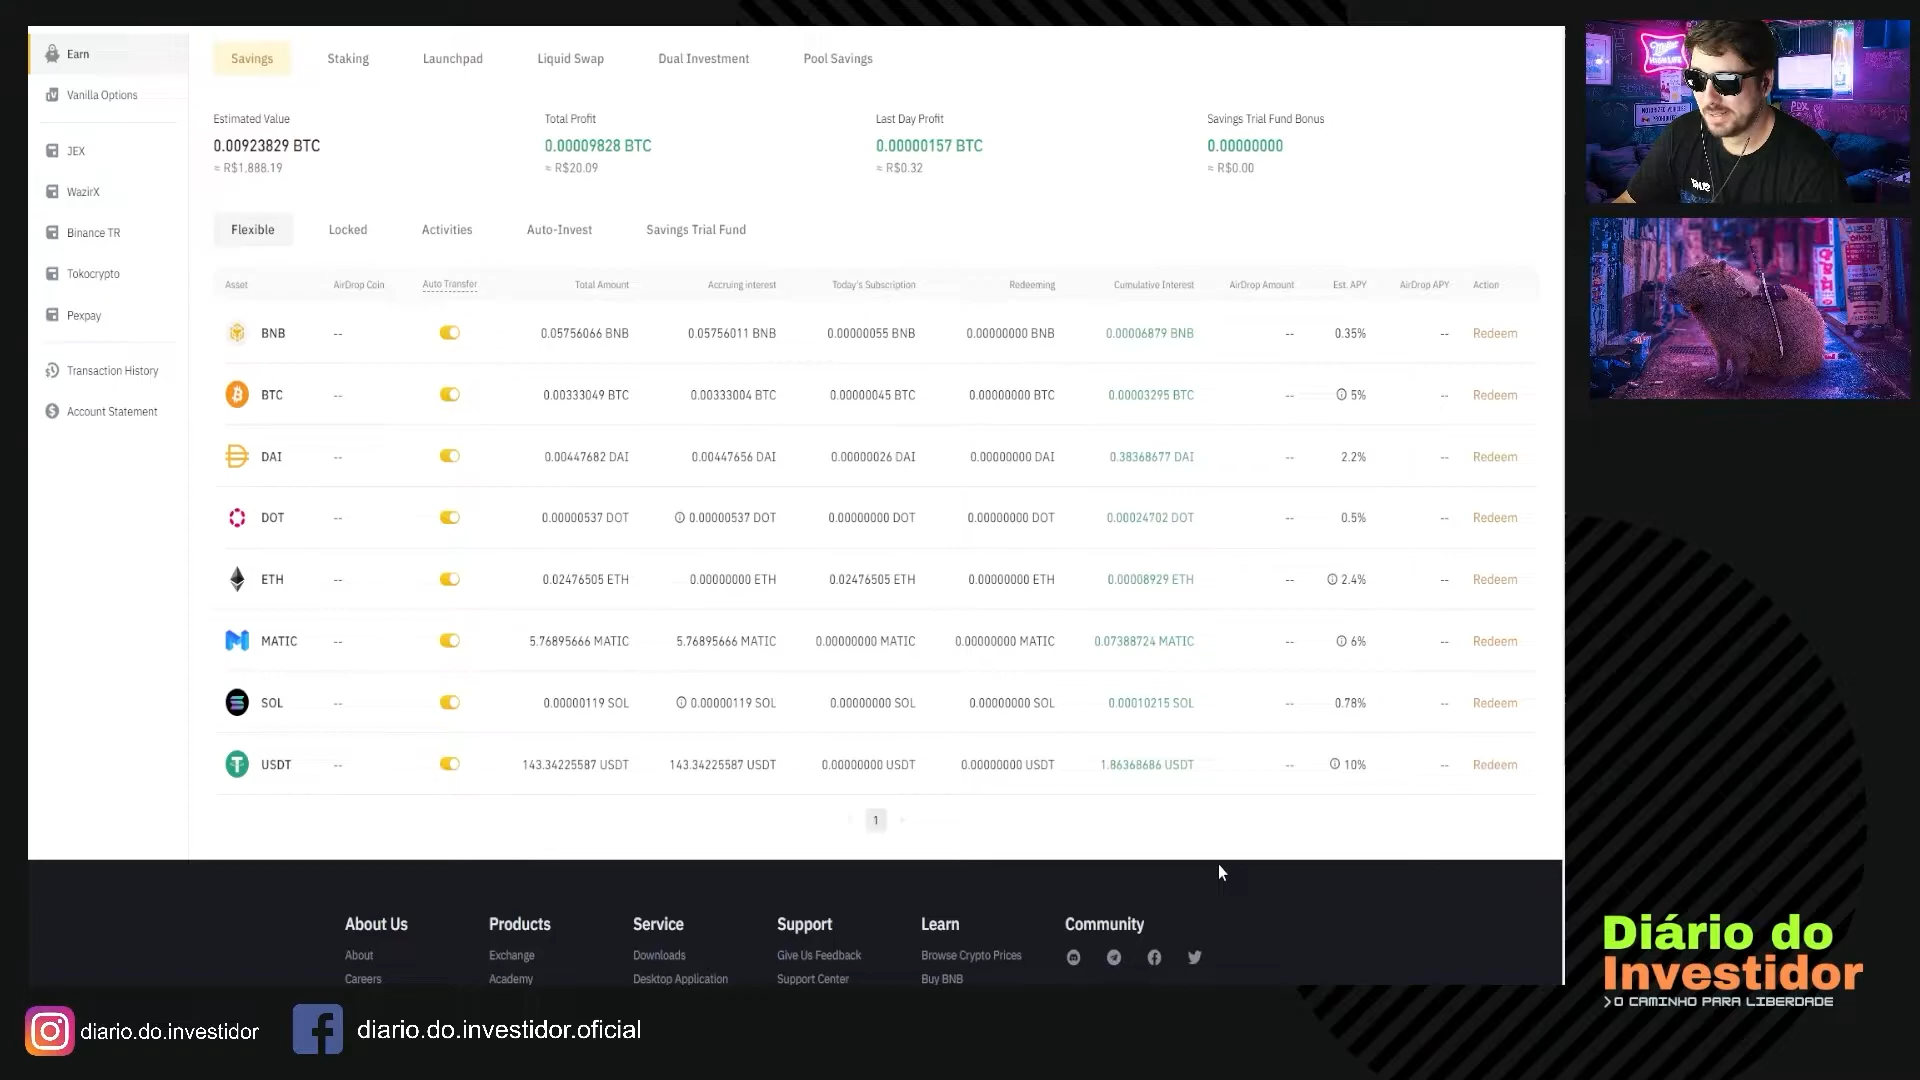 Earn
Vanilla Options
JEX
WazirX
Binance TR
Tokocrypto
Pexpay
Transaction History
Account Statement
Savings Staking Launchpad Liquid Swap Dual Investment Pool Savings
Estimated Value Total Profit Last Day Profit Savings Trial Fund Bonus
0.00923829 BTC 0.00009828 BTC 0.00000157 BTC 0.00000000
≈ R$1,888.19 ≈ R$20.09 ≈ R$0.32 ≈ R$0.00
Flexible Locked Activities Auto-Invest Savings Trial Fund
Asset AirDrop Coin Auto Transfer Total Amount Accruing interest Today's Subscription Redeeming Cumulative Interest AirDrop Amount Est. APY AirDrop APY Action
BNB -- 0.05756066 BNB 0.05756011 BNB 0.00000055 BNB 0.00000000 BNB 0.00006879 BNB -- 0.35% -- Redeem
BTC -- 0.00333049 BTC 0.00333004 BTC 0.00000045 BTC 0.00000000 BTC 0.00003295 BTC -- 5% -- Redeem
DAI -- 0.00447682 DAI 0.00447656 DAI 0.00000026 DAI 0.00000000 DAI 0.38368677 DAI -- 2.2% -- Redeem
DOT -- 0.00000537 DOT 0.00000537 DOT 0.00000000 DOT 0.00000000 DOT 0.00024702 DOT -- 0.5% -- Redeem
ETH -- 0.02476505 ETH 0.00000000 ETH 0.02476505 ETH 0.00000000 ETH 0.00008929 ETH -- 2.4% -- Redeem
MATIC -- 5.76895666 MATIC 5.76895666 MATIC 0.00000000 MATIC 0.00000000 MATIC 0.07388724 MATIC -- 6% -- Redeem
SOL -- 0.00000119 SOL 0.00000119 SOL 0.00000000 SOL 0.00000000 SOL 0.00010215 SOL -- 0.78% -- Redeem
USDT -- 143.34225587 USDT 143.34225587 USDT 0.00000000 USDT 0.00000000 USDT 1.86368686 USDT -- 10% -- Redeem
1
About Us Products Service Support Learn Community
About Exchange Downloads Give Us Feedback Browse Crypto Prices
Careers Academy Desktop Application Support Center Buy BNB
Diário do
Investidor
>O CAMINHO PARA LIBERDADE
diario.do.investidor diario.do.investidor.oficial